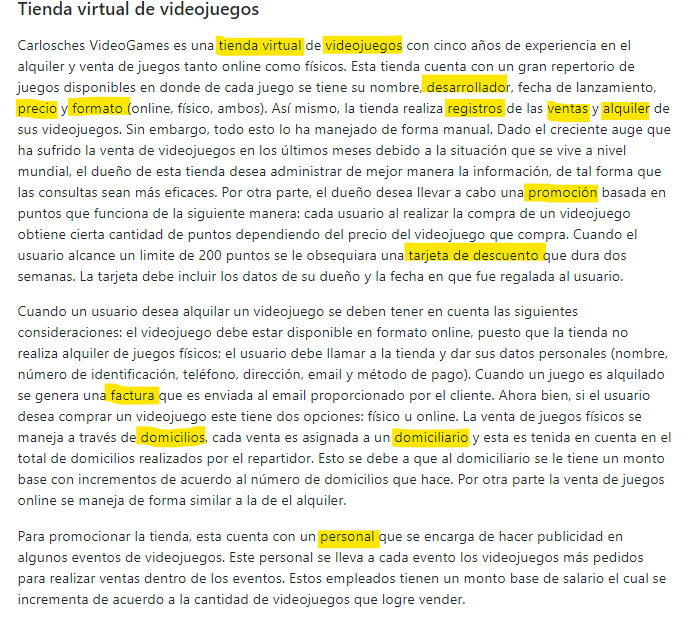 Tienda virtual de videojuegos
Carlosches VideoGames es una tienda virtual de videojuegos con cinco años de experiencia en el
alquiler y venta de juegos tanto online como físicos. Esta tienda cuenta con un gran repertorio de
juegos disponibles en donde de cada juego se tiene su nombre, desarrollador, fecha de lanzamiento,
precio y formato (online, físico, ambos). Así mismo, la tienda realiza registros de las ventas y alquiler de
sus videojuegos. Sin embargo, todo esto lo ha manejado de forma manual. Dado el creciente auge que
ha sufrido la venta de videojuegos en los últimos meses debido a la situación que se vive a nivel
mundial, el dueño de esta tienda desea administrar de mejor manera la información, de tal forma que
las consultas sean más eficaces. Por otra parte, el dueño desea llevar a cabo una promoción basada en
puntos que funciona de la siguiente manera: cada usuario al realizar la compra de un videojuego
obtiene cierta cantidad de puntos dependiendo del precio del videojuego que compra. Cuando el
usuario alcance un limite de 200 puntos se le obsequiara una tarjeta de descuento que dura dos
semanas. La tarjeta debe incluir los datos de su dueño y la fecha en que fue regalada al usuario.
Cuando un usuario desea alquilar un videojuego se deben tener en cuenta las siguientes
consideraciones: el videojuego debe estar disponible en formato online, puesto que la tienda no
realiza alquiler de juegos físicos; el usuario debe llamar a la tienda y dar sus datos personales (nombre,
número de identificación, teléfono, dirección, email y método de pago). Cuando un juego es alquilado
se genera una factura que es enviada al email proporcionado por el cliente. Ahora bien, si el usuario
desea comprar un videojuego este tiene dos opciones: físico u online. La venta de juegos físicos se
maneja a través de domicilios, cada venta es asignada a un domiciliario y esta es tenida en cuenta en el
total de domicilios realizados por el repartidor. Esto se debe a que al domiciliario se le tiene un monto
base con incrementos de acuerdo al número de domicilios que hace. Por otra parte la venta de juegos
online se maneja de forma similar a la de el alquiler.
Para promocionar la tienda, esta cuenta con un personal que se encarga de hacer publicidad en
algunos eventos de videojuegos. Este personal se lleva a cada evento los videojuegos más pedidos
para realizar ventas dentro de los eventos. Estos empleados tienen un monto base de salario el cual se
incrementa de acuerdo a la cantidad de videojuegos que logre vender.